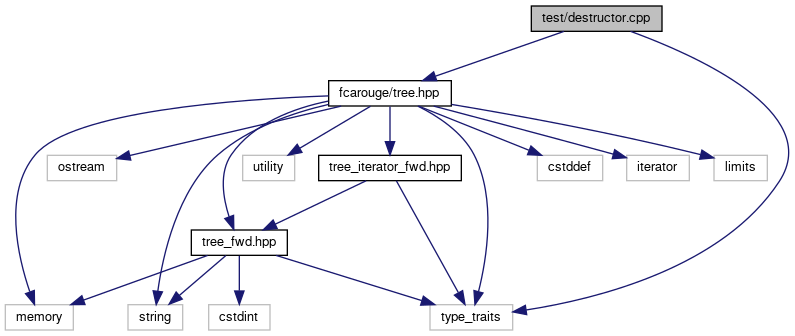 test/destructor.cpp
fcarouge/tree.hpp
ostream
utility
tree_iterator_fwd.hpp
cstddef
iterator
limits
tree_fwd.hpp
memory
string
cstdint
type_traits